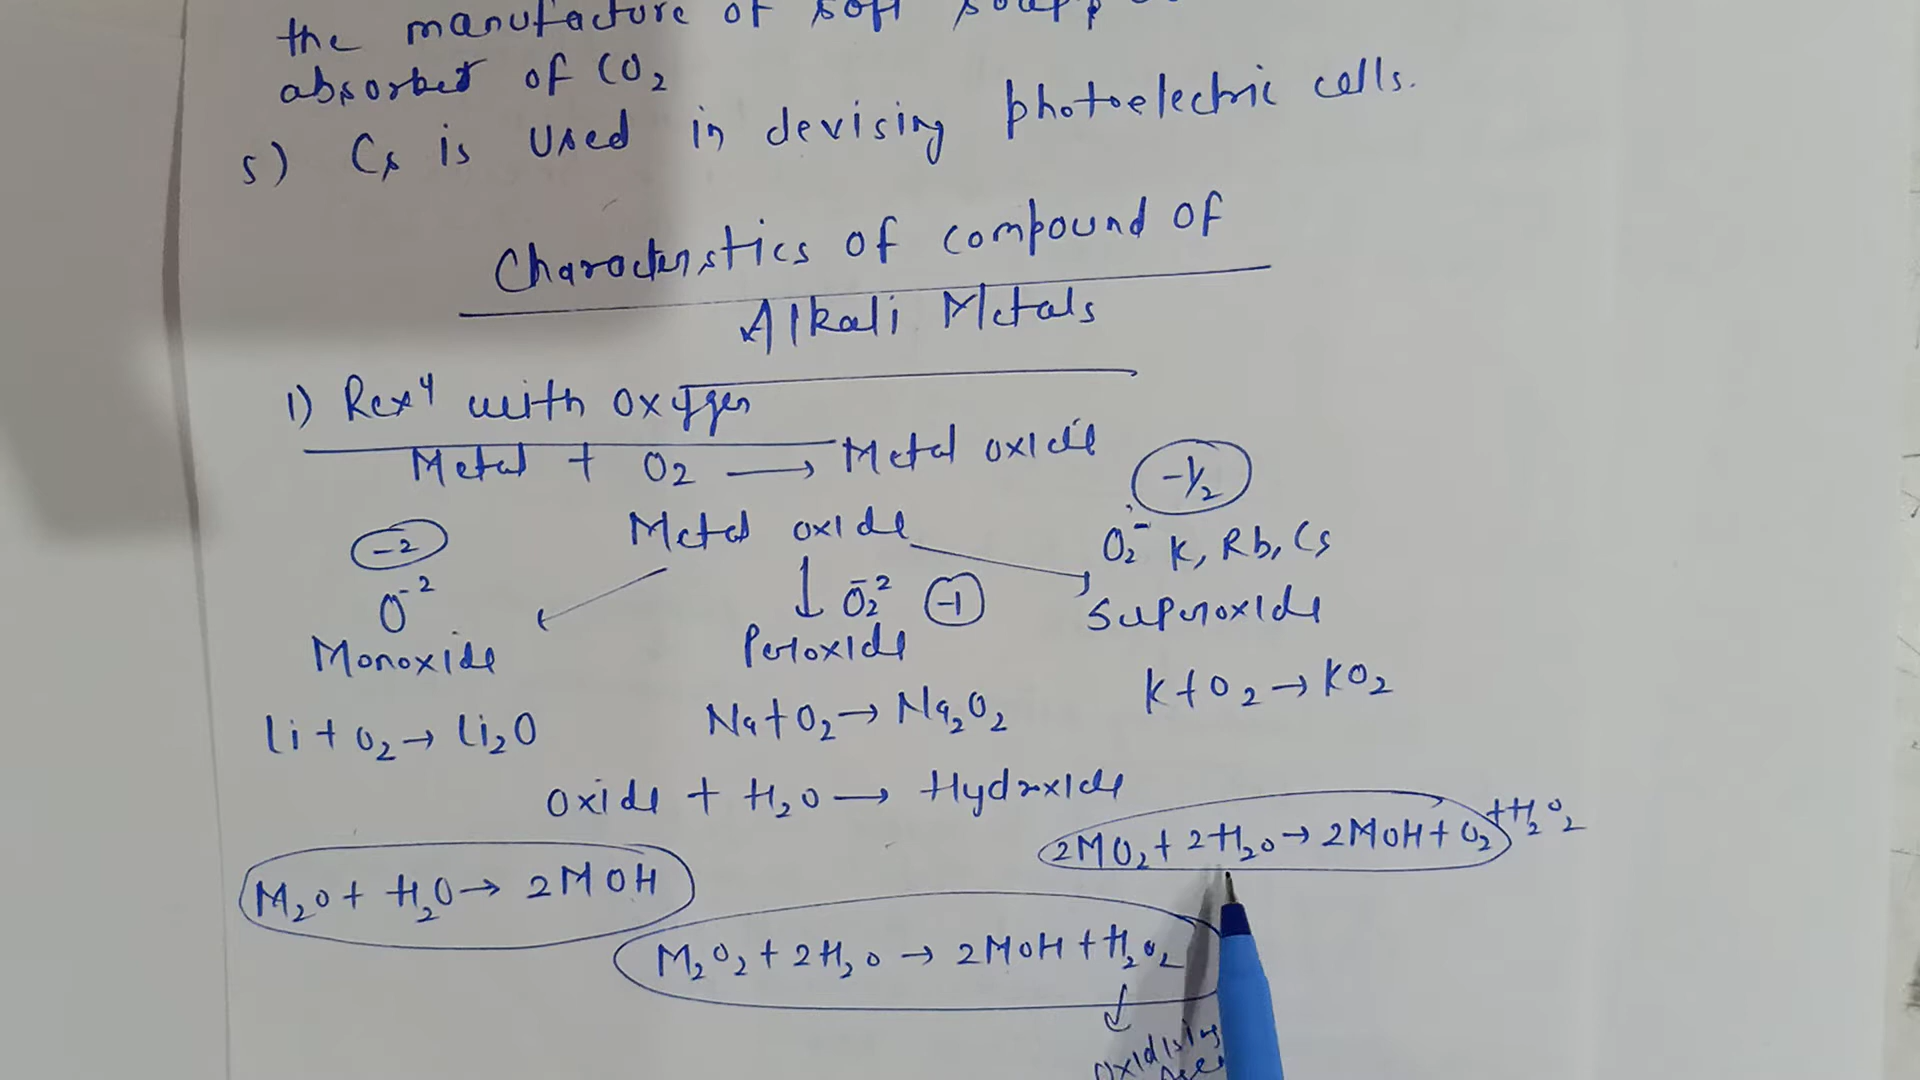 the manufacture of soft soap
absorber of CO2
5) Cs is used in devising photoelectric cells.
Characterstics of compound of
Alkali Metals
1) Rexn with oxygen
Metal + O2 → Metal oxide
-1/2
-2
Metal oxide
O2- K, Rb, Cs
O-2
O2-2
-1
Superoxide
Monoxide
Peroxide
K + O2 → KO2
Li + O2 → Li2O
Na + O2 → Na2O2
Oxide + H2O → Hydroxide
2MO2 + 2H2O → 2MOH + O2 + H2O2
M2O + H2O → 2MOH
M2O2 + 2H2O → 2MOH + H2O2
Oxidising